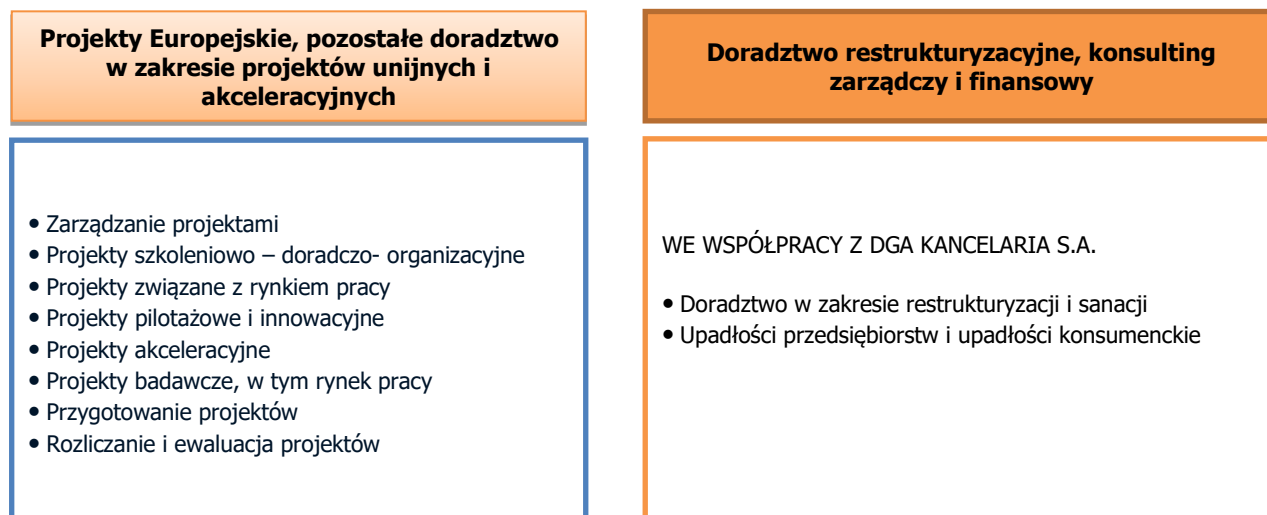 Projekty Europejskie, pozostałe doradztwo
w zakresie projektów unijnych i
akceleracyjnych
• Zarządzanie projektami
• Projekty szkoleniowo – doradczo- organizacyjne
• Projekty związane z rynkiem pracy
• Projekty pilotażowe i innowacyjne
• Projekty akceleracyjne
• Projekty badawcze, w tym rynek pracy
• Przygotowanie projektów
• Rozliczanie i ewaluacja projektów
Doradztwo restrukturyzacyjne, konsulting
zarządczy i finansowy
WE WSPÓŁPRACY Z DGA KANCELARIA S.A.
• Doradztwo w zakresie restrukturyzacji i sanacji
• Upadłości przedsiębiorstw i upadłości konsumenckie